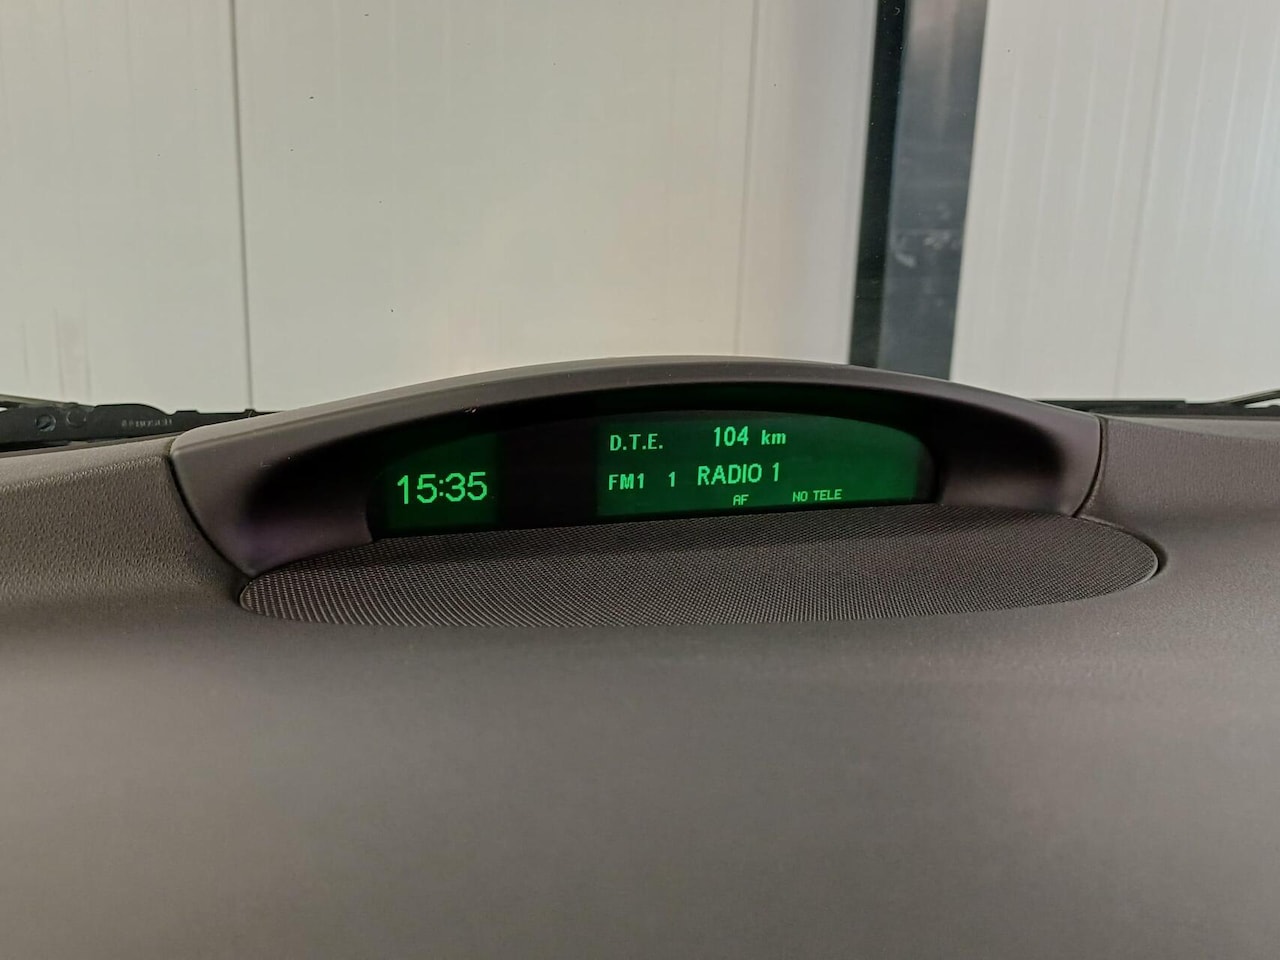 15:35
D.T.E. 104 km
FM1 1 RADIO 1
AF NO TELE